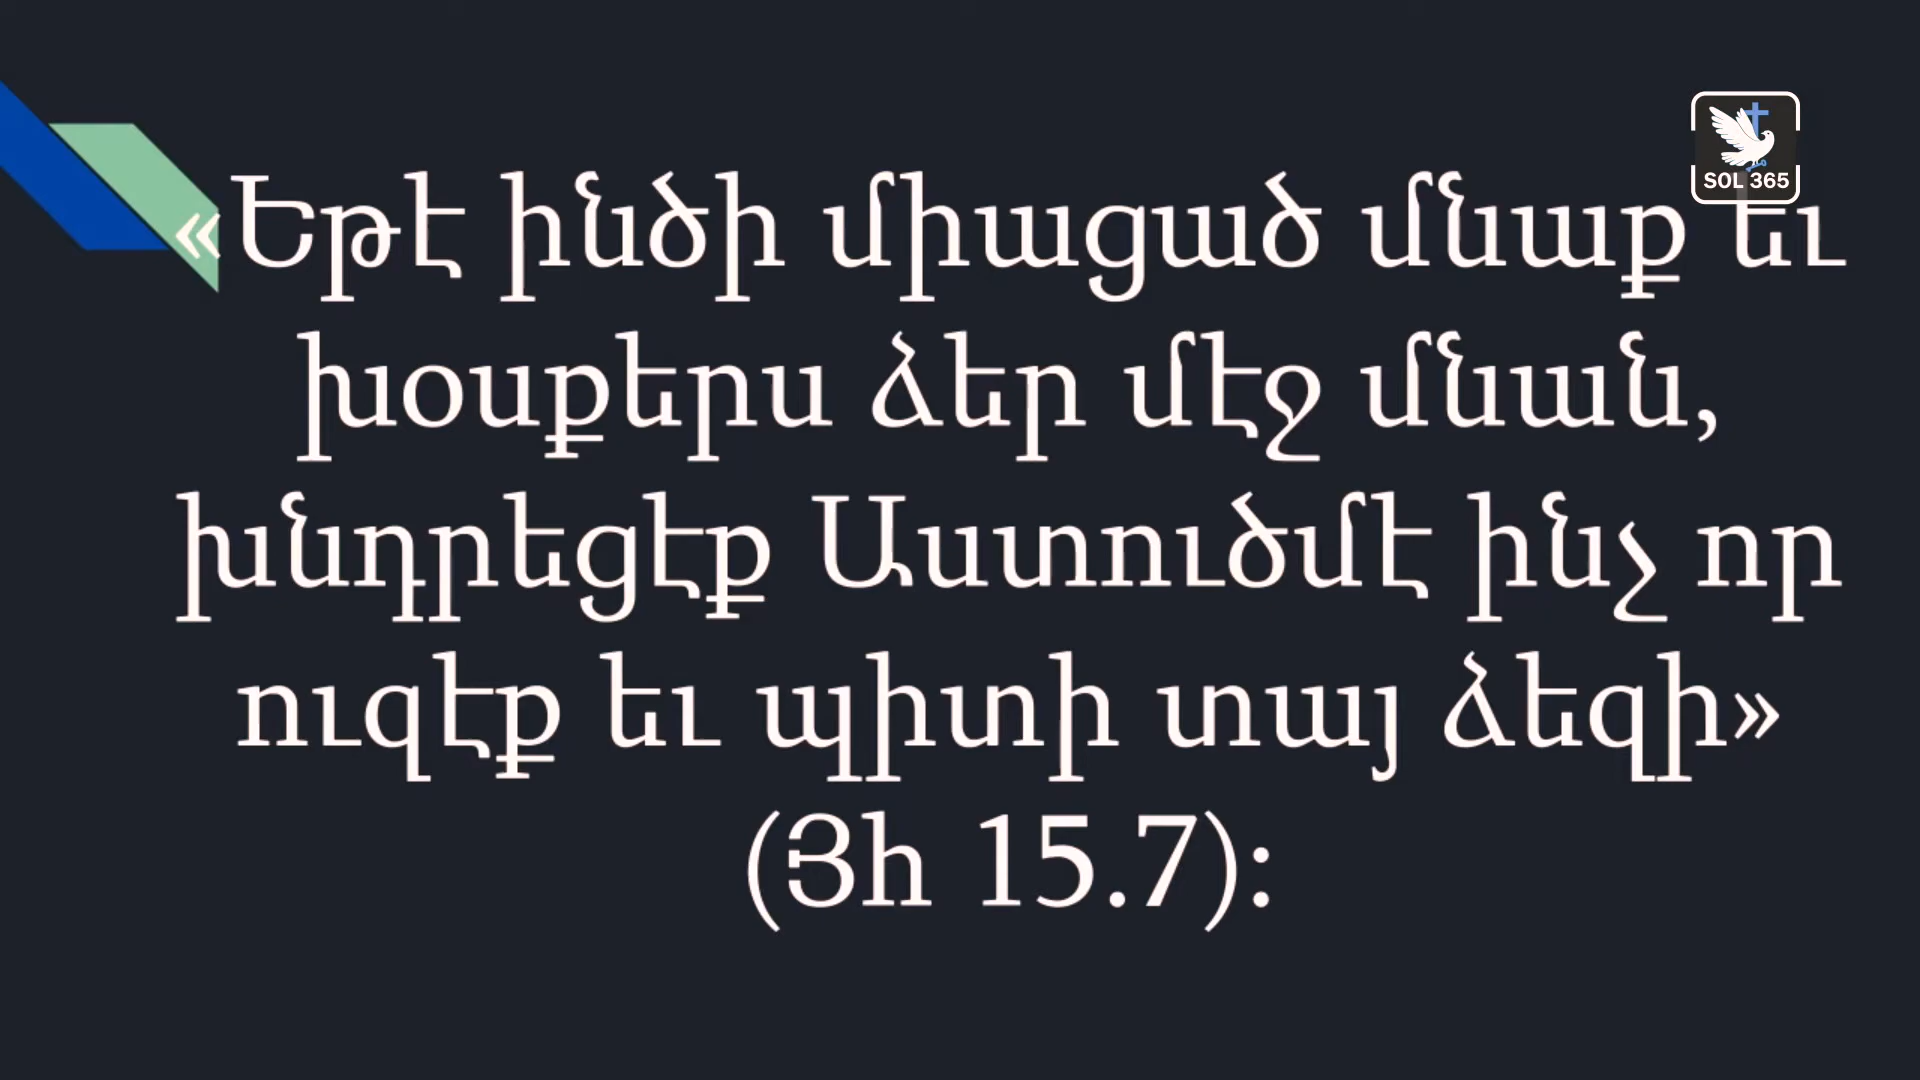 SOL 365
«Եթէ ինծի միացած մնաք եւ
խօսքերս ձեր մէջ մնան,
խնդրեցէք Աստուծմէ ինչ որ
ուզէք եւ պիտի տայ ձեզի»
(Յհ 15.7):